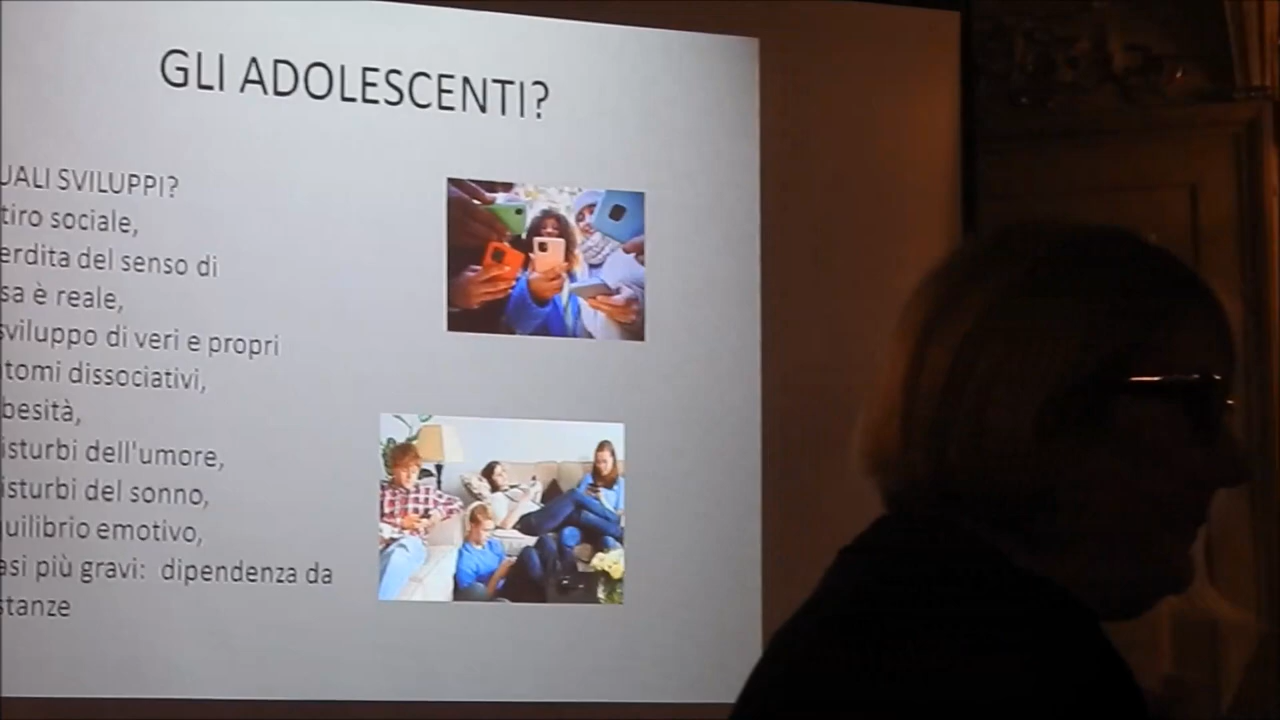 GLI ADOLESCENTI?
UALI SVILUPPI?
tiro sociale,
erdita del senso di
sa è reale,
sviluppo di veri e propri
tomi dissociativi,
besità,
isturbi dell'umore,
isturbi del sonno,
uilibrio emotivo,
asi più gravi: dipendenza da
stanze